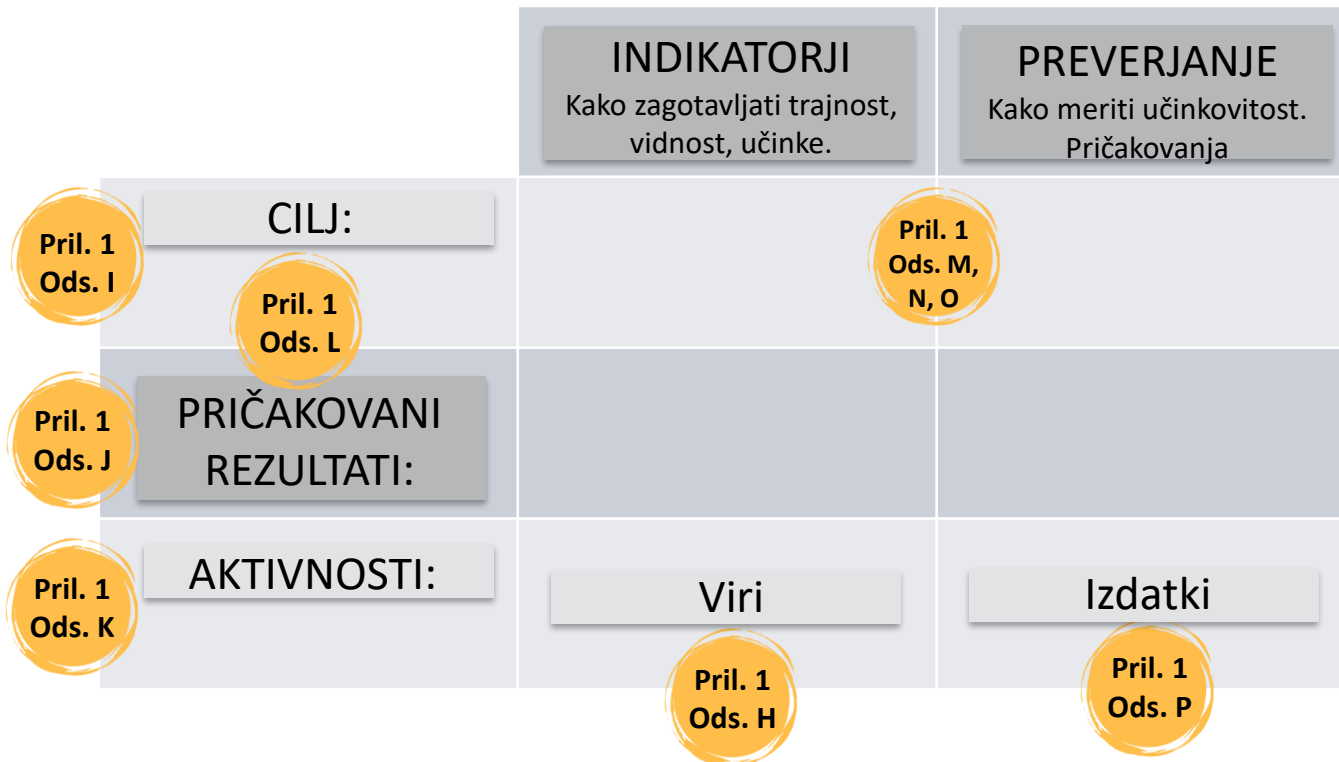 INDIKATORJI
Kako zagotavljati trajnost,
vidnost, učinke.
PREVERJANJE
Kako meriti učinkovitost.
Pričakovanja
Pril. 1
Ods. I
CILJ:
Pril. 1
Ods. L
Pril. 1
Ods. M,
N, O
Pril. 1
Ods. J
PRIČAKOVANI
REZULTATI:
Pril. 1
Ods. K
AKTIVNOSTI:
Viri
Pril. 1
Ods. H
Izdatki
Pril. 1
Ods. P